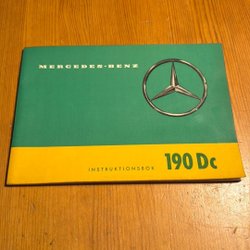 MERCEDES-BENZ
INSTRUKTIONSBOK 190 Dc